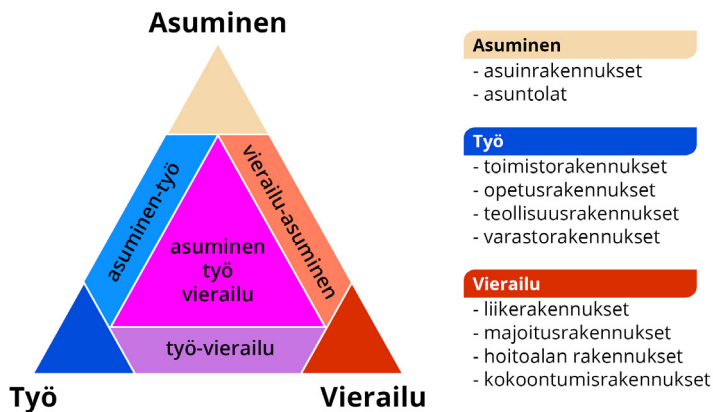 Asuminen
asuminen-työ
vierailu-asuminen
asuminen
työ
vierailu
työ-vierailu
Työ
Vierailu
Asuminen
- asuinrakennukset
- asuntolat
Työ
- toimistorakennukset
- opetusrakennukset
- teollisuusrakennukset
- varastorakennukset
Vierailu
- liikerakennukset
- majoitusrakennukset
- hoitoalan rakennukset
- kokoontumisrakennukset